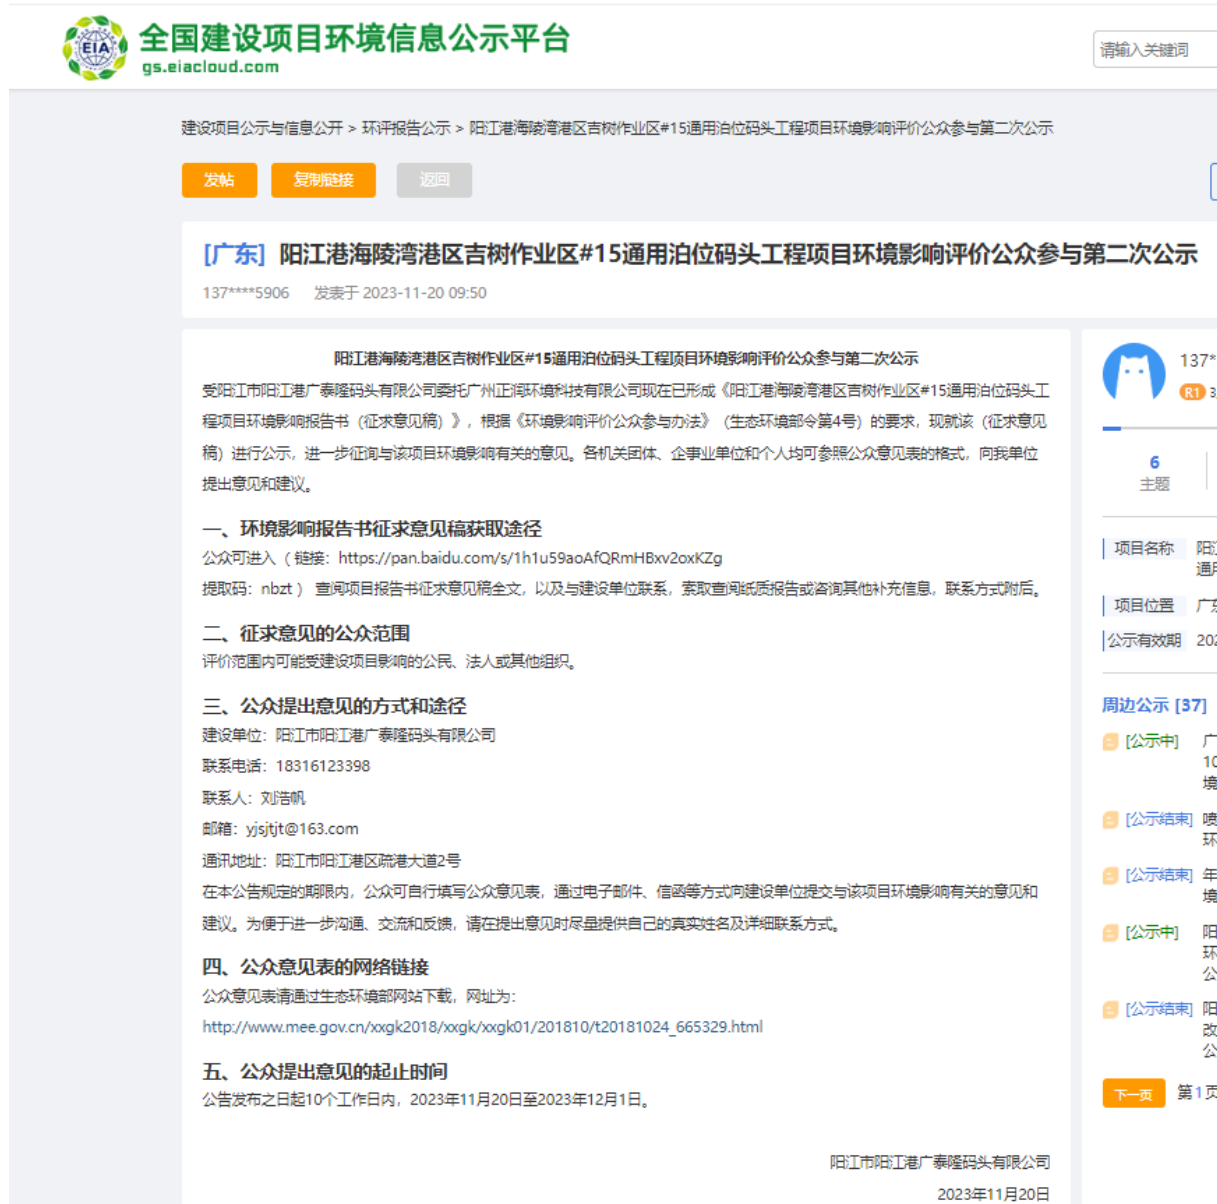 EIA
全国建设项目环境信息公示平台
gs.eiacloud.com
请输入关键词
建设项目公示与信息公开 > 环评报告公示 > 阳江港海陵湾港区吉树作业区#15通用泊位码头工程项目环境影响评价公众参与第二次公示
发帖
复制链接
返回
[广东] 阳江港海陵湾港区吉树作业区#15通用泊位码头工程项目环境影响评价公众参与第二次公示
137****5906 发表于 2023-11-20 09:50
阳江港海陵湾港区吉树作业区#15通用泊位码头工程项目环境影响评价公众参与第二次公示
受阳江市阳江港广泰隆码头有限公司委托广州正润环境科技有限公司现在已形成《阳江港海陵湾港区吉树作业区#15通用泊位码头工
程项目环境影响报告书（征求意见稿）》，根据《环境影响评价公众参与办法》（生态环境部令第4号）的要求，现就该（征求意见
稿）进行公示，进一步征询与该项目环境影响有关的意见。各机关团体、企事业单位和个人均可参照公众意见表的格式，向我单位
提出意见和建议。
一、环境影响报告书征求意见稿获取途径
公众可进入（ 链接：https://pan.baidu.com/s/1h1u59aoAfQRmHBxv2oxKZg
提取码：nbzt ） 查阅项目报告书征求意见稿全文，以及与建设单位联系，索取查阅纸质报告或咨询其他补充信息，联系方式附后。
二、征求意见的公众范围
评价范围内可能受建设项目影响的公民、法人或其他组织。
三、公众提出意见的方式和途径
建设单位：阳江市阳江港广泰隆码头有限公司
联系电话：18316123398
联系人：刘浩帆
邮箱：yjsjtjt@163.com
通讯地址：阳江市阳江港区疏港大道2号
在本公告规定的期限内，公众可自行填写公众意见表，通过电子邮件、信函等方式向建设单位提交与该项目环境影响有关的意见和
建议。为便于进一步沟通、交流和反馈，请在提出意见时尽量提供自己的真实姓名及详细联系方式。
四、公众意见表的网络链接
公众意见表请通过生态环境部网站下载，网址为：
http://www.mee.gov.cn/xxgk2018/xxgk/xxgk01/201810/t20181024_665329.html
五、公众提出意见的起止时间
公告发布之日起10个工作日内，2023年11月20日至2023年12月1日。
阳江市阳江港广泰隆码头有限公司
2023年11月20日
137*
R1 3
6
主题
项目名称 阳江
通用
项目位置 广东
公示有效期 202
周边公示 [37]
[公示中] 广
10
境
[公示结束] 喷
环
[公示结束] 年
境
[公示中] 阳
环
公
[公示结束] 阳
改
公
下一页 第1页